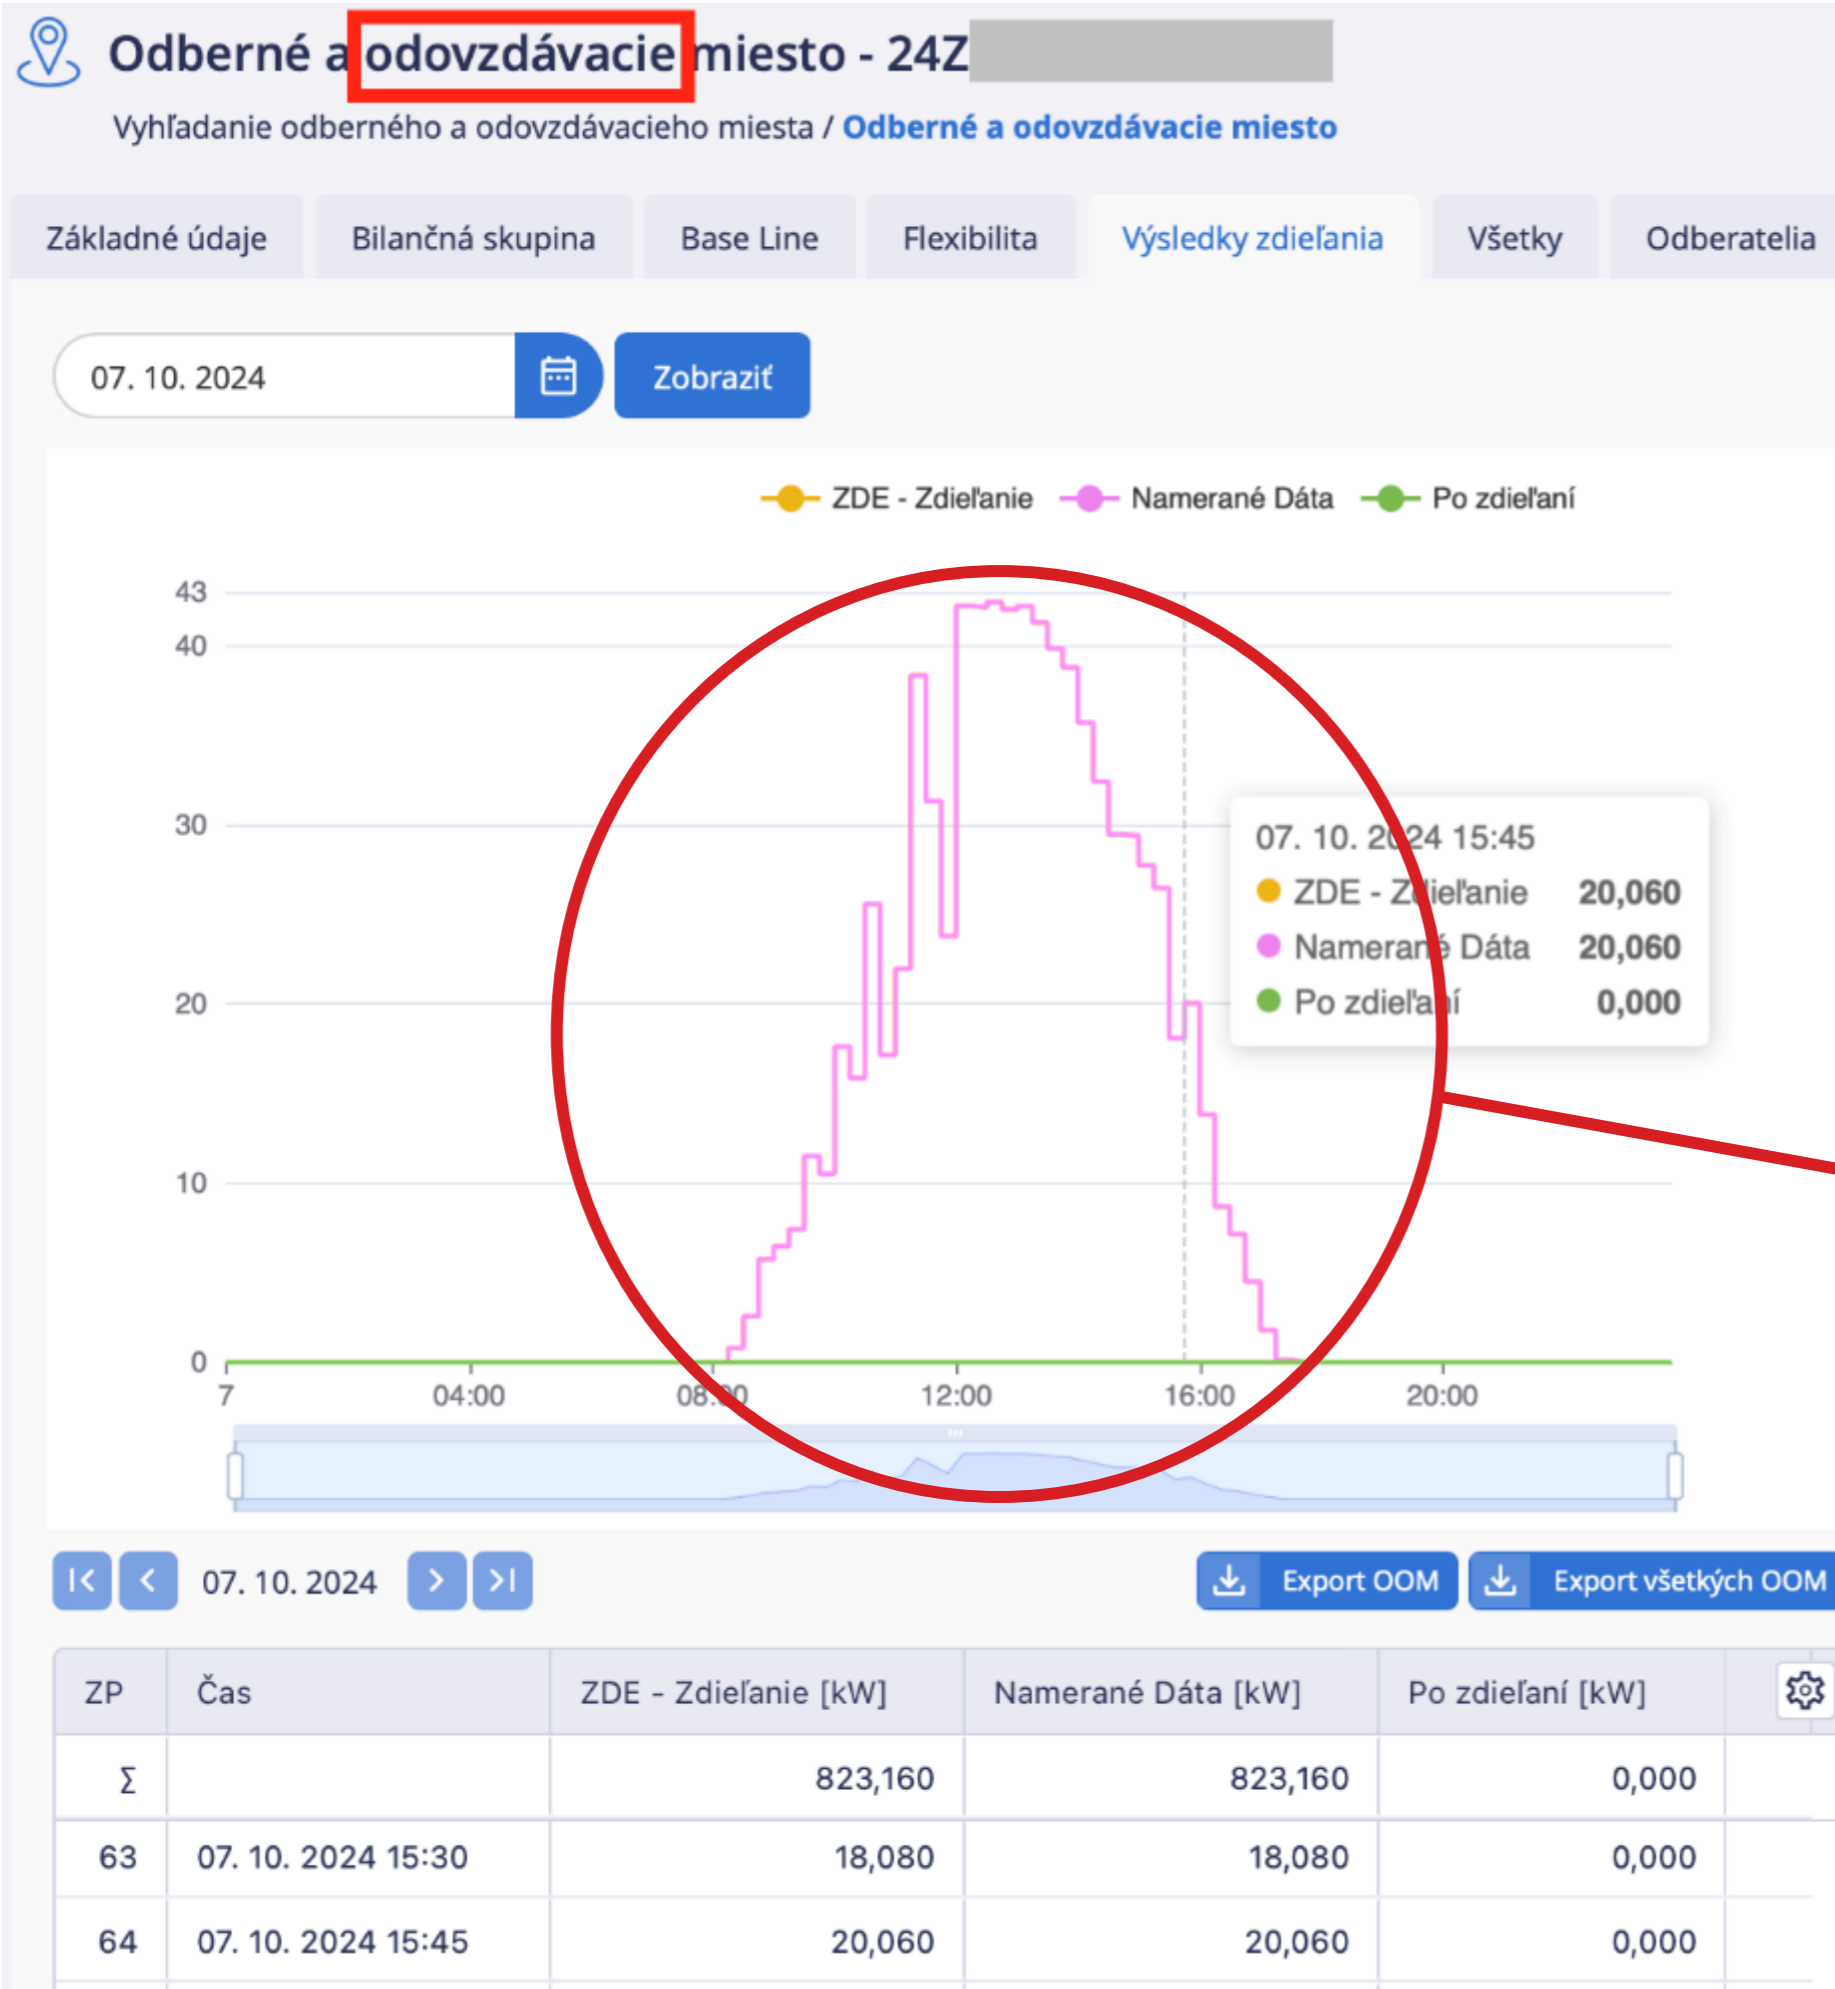 Odberné a odovzdávacie miesto - 24Z
Vyhľadanie odberného a odovzdávacieho miesta / Odberné a odovzdávacie miesto
Základné údaje Bilančná skupina Base Line Flexibilita Výsledky zdieľania Všetky Odberatelia
07. 10. 2024 Zobraziť
ZDE - Zdieľanie Namerané Dáta Po zdieľaní
43
40
30
20
10
0
07. 10. 2024 15:45
ZDE - Zdieľanie 20,060
Namerané Dáta 20,060
Po zdieľaní 0,000
7 04:00 08:00 12:00 16:00 20:00
07. 10. 2024 Export OOM Export všetkých OOM
ZP Čas ZDE - Zdieľanie [kW] Namerané Dáta [kW] Po zdieľaní [kW]
Σ 823,160 823,160 0,000
63 07. 10. 2024 15:30 18,080 18,080 0,000
64 07. 10. 2024 15:45 20,060 20,060 0,000